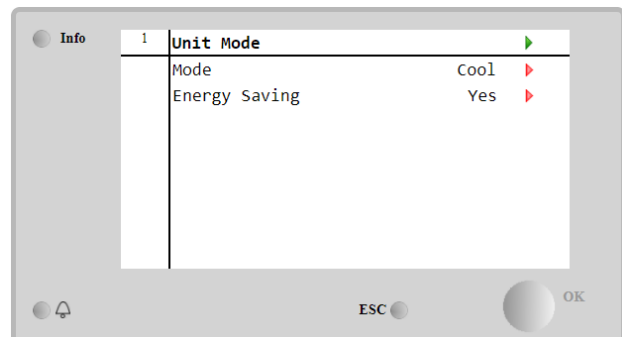 Info
1 Unit Mode
Mode Cool
Energy Saving Yes
ESC
OK